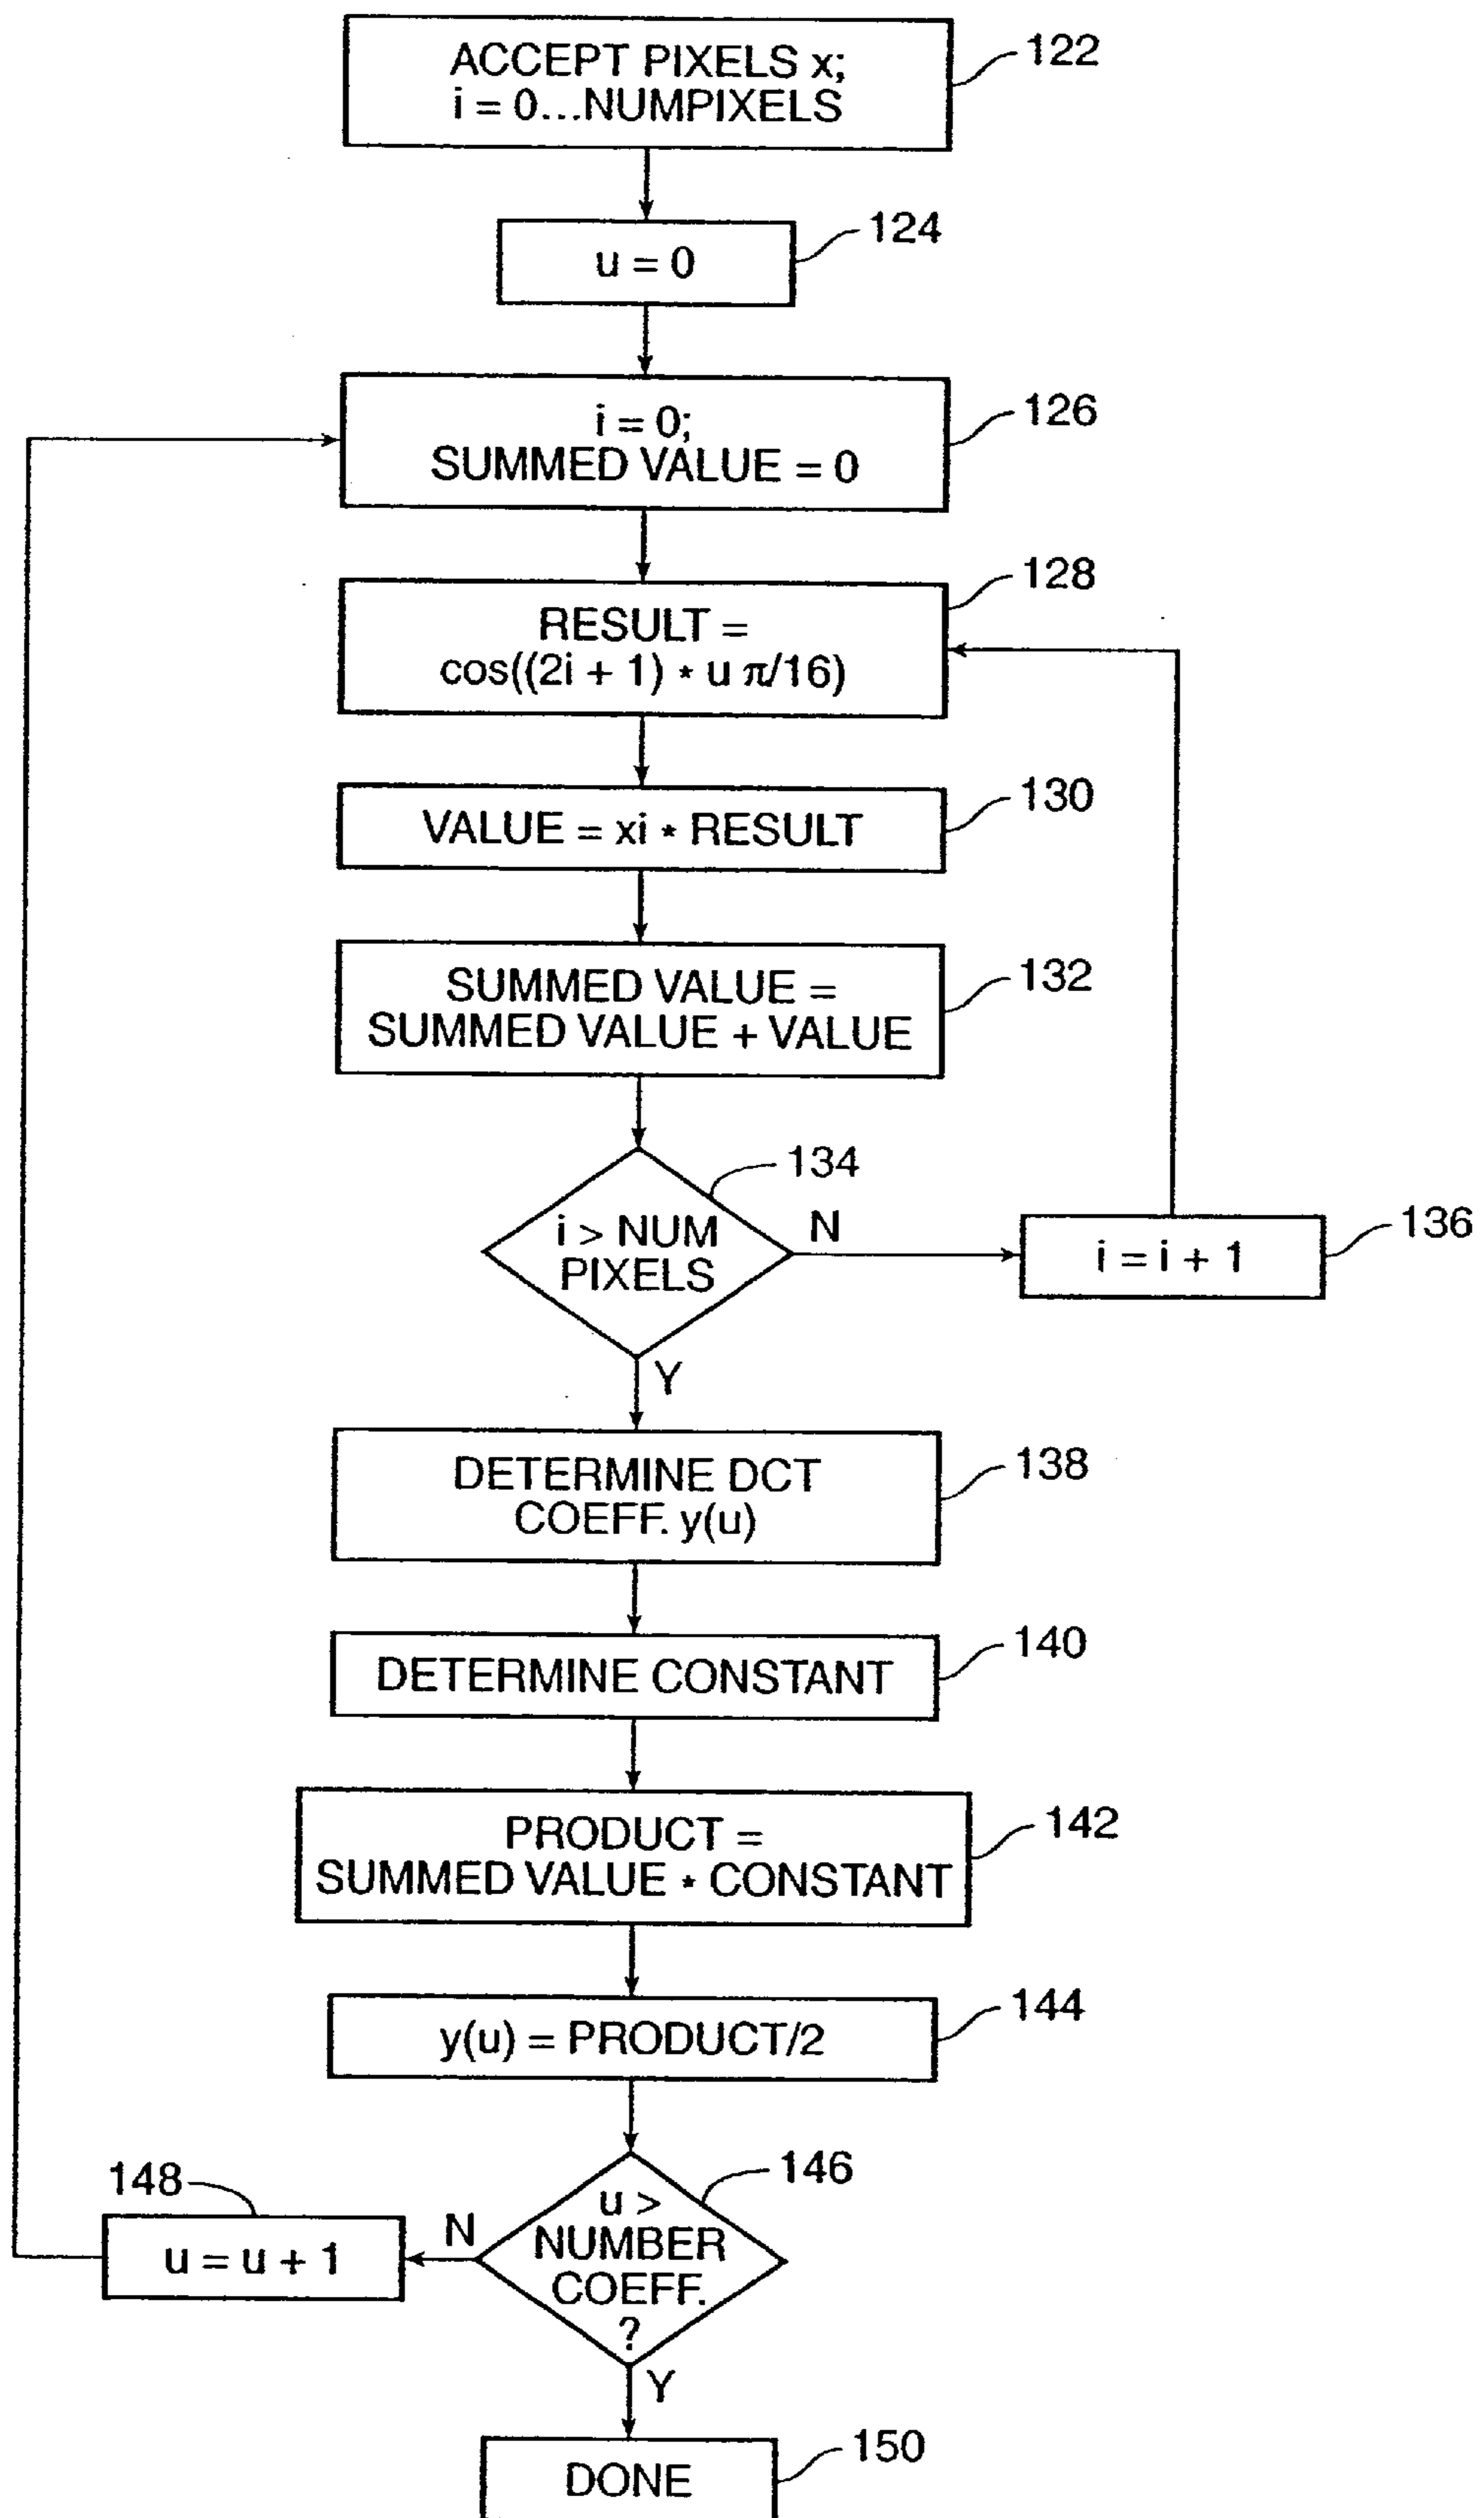 ACCEPT PIXELS x;
i = 0...NUMPIXELS
122
u = 0
124
i = 0;
SUMMED VALUE = 0
126
RESULT =
cos((2i + 1) * u π/16)
128
VALUE = xi * RESULT
130
SUMMED VALUE =
SUMMED VALUE + VALUE
132
i > NUM
PIXELS
134
N
i = i + 1
136
Y
DETERMINE DCT
COEFF. y(u)
138
DETERMINE CONSTANT
140
PRODUCT =
SUMMED VALUE * CONSTANT
142
y(u) = PRODUCT/2
144
u >
NUMBER
COEFF.
?
146
N
u = u + 1
148
Y
DONE
150